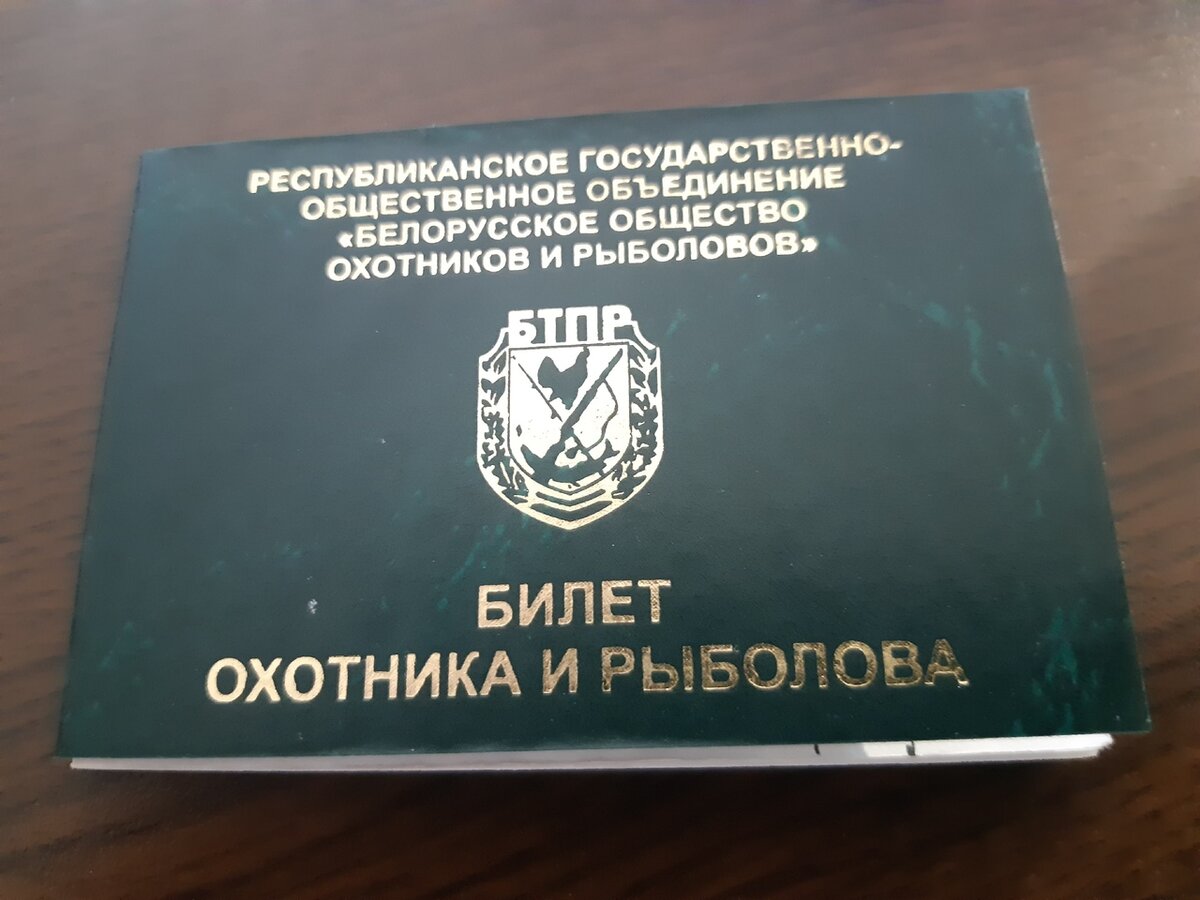 РЕСПУБЛИКАНСКОЕ ГОСУДАРСТВЕННО-
ОБЩЕСТВЕННОЕ ОБЪЕДИНЕНИЕ
«БЕЛОРУССКОЕ ОБЩЕСТВО
ОХОТНИКОВ И РЫБОЛОВОВ»
БТПР
БИЛЕТ
ОХОТНИКА И РЫБОЛОВА